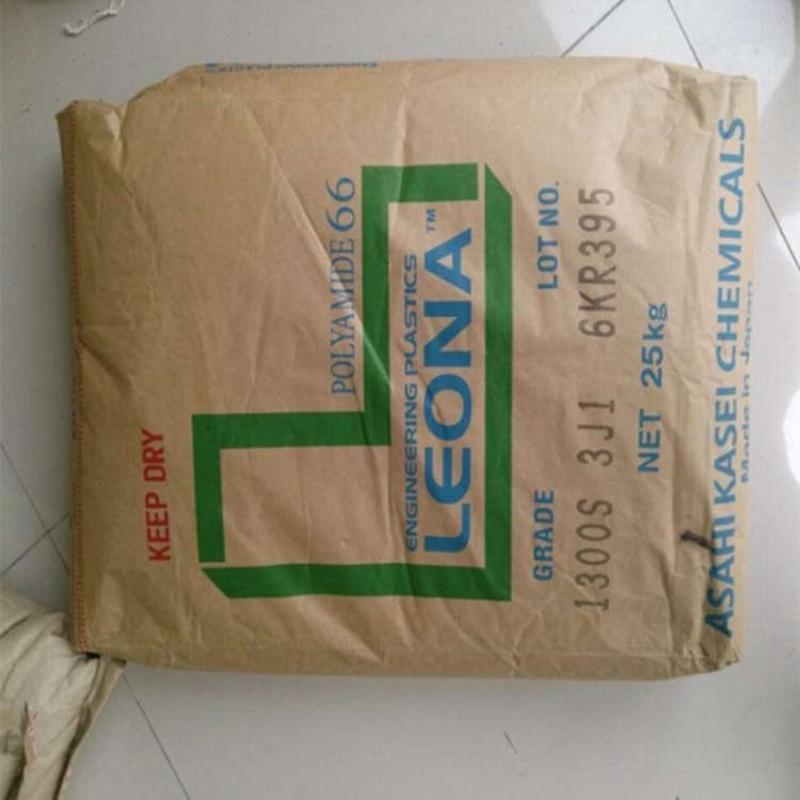 KEEP DRY
POLYAMIDE 66
ENGINEERING PLASTICS
LEONA™
GRADE LOT NO.
1300S 3J1 6KR395
NET 25kg
ASAHI KASEI CHEMICALS
Made in Japan